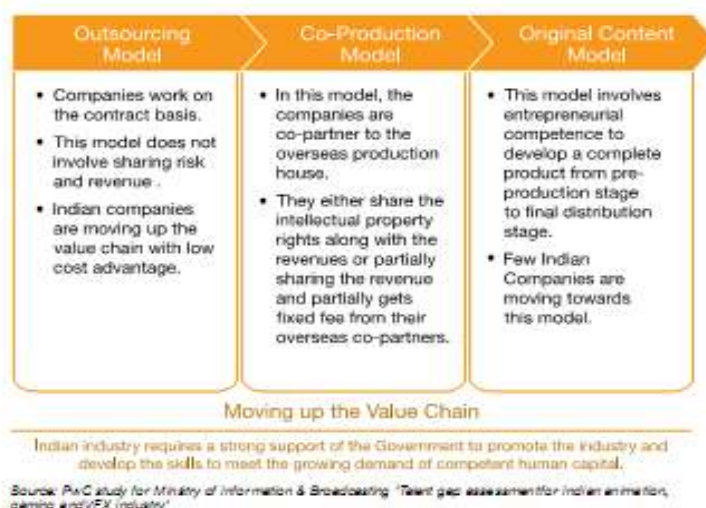 Outsourcing
Model
Co-Production
Model
Original Content
Model
• Companies work on
the contract basis.
• This model does not
involve sharing risk
and revenue .
• Indian companies
are moving up the
value chain with low
cost advantage.
• In this model, the
companies are
co-partner to the
overseas production
house.
• They either share the
intellectual property
rights along with the
revenues or partially
sharing the revenue
and partially gets
fixed fee from their
overseas co-partners.
• This model involves
entrepreneurial
competence to
develop a complete
product from pre-
production stage
to final distribution
stage.
• Few Indian
Companies are
moving towards
this model.
Moving up the Value Chain
Indian industry requires a strong support of the Government to promote the industry and
develop the skills to meet the growing demand of competent human capital.
Source: PwC study for Ministry of Information & Broadcasting "Talent gap assessment for Indian animation,
gaming and VFX industry"